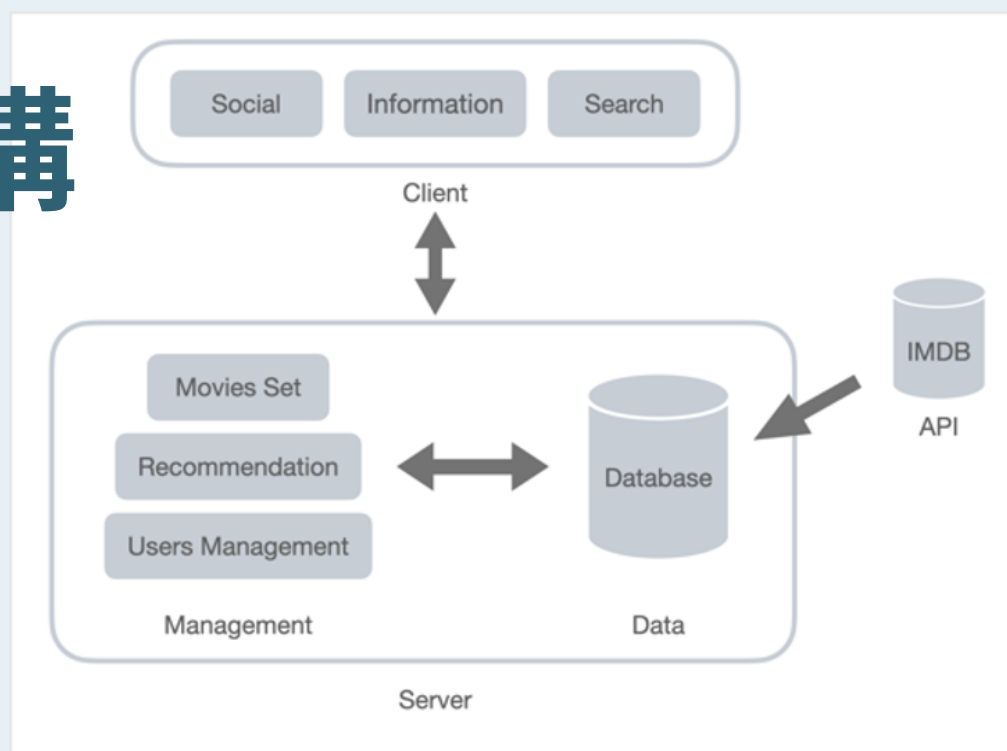 構
Social
Information
Search
Client
Movies Set
Recommendation
Users Management
Management
Database
Data
IMDB
API
Server